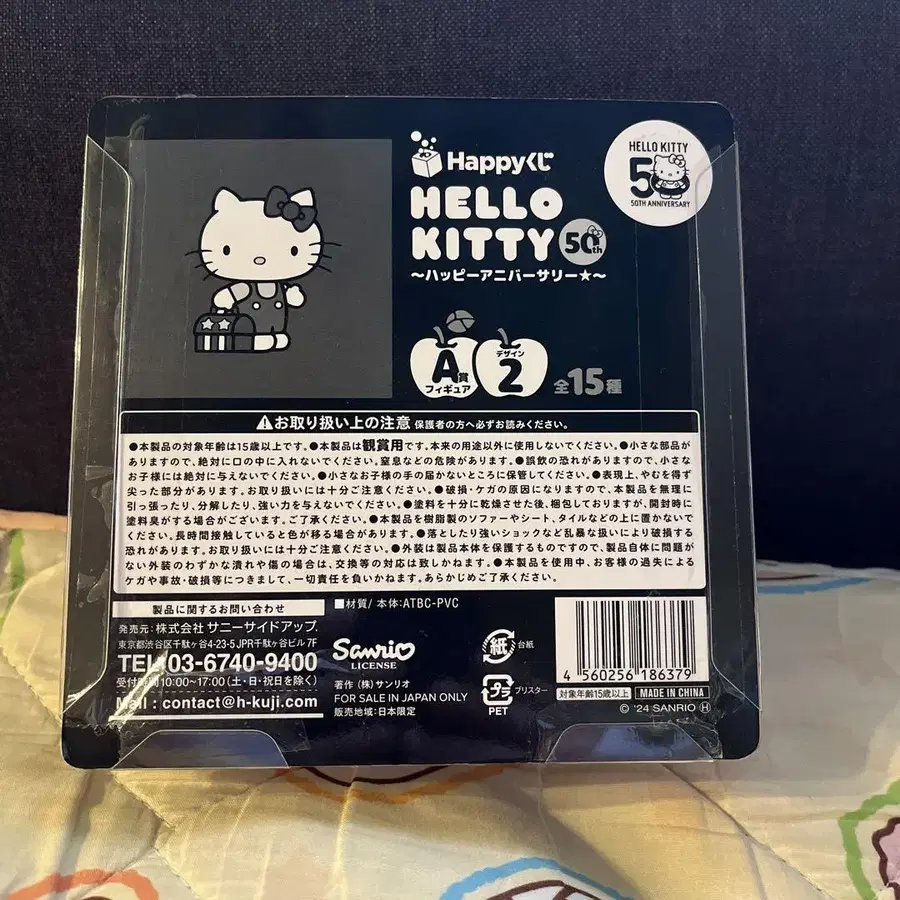 Happyくじ
HELLO
KITTY 50th
～ハッピーアニバーサリー★～
HELLO KITTY
50
50TH ANNIVERSARY
A賞
フィギュア
デザイン
2
全15種
お取り扱い上の注意 保護者の方へ必ずお読みください。
●本製品の対象年齢は15歳以上です。●本製品は観賞用です。本来の用途以外に使用しないでください。●小さな部品が
ありますので、絶対に口の中に入れないでください。窒息などの危険があります。●誤飲の恐れがありますので、小さな
お子様には絶対に与えないでください。●小さなお子様の手の届かないところに保管してください。●表現上、やむを得ず
尖った部分があります。お取り扱いには十分ご注意ください。●破損・ケガの原因になりますので、本製品を無理に
引っ張ったり、分解したり、強い力を与えないでください。●塗料を十分に乾燥させた後、梱包しておりますが、開封時に
塗料臭がする場合がございます。ご了承ください。●本製品を樹脂製のソファーやシート、タイルなどの上に置かないで
ください。長時間接触していると色が移る場合があります。●落としたり強いショックなど乱暴な扱いにより破損する
恐れがあります。お取り扱いには十分ご注意ください。●外装は製品本体を保護するものですので、製品自体に問題が
ない外装のわずかな潰れや傷の場合は、交換等の対応は致しかねます。●本製品を使用中、お客様の過失による
ケガや事故・破損等につきまして、一切責任を負いかねます。あらかじめご了承ください。
製品に関するお問い合わせ
発売元：株式会社 サニーサイドアップ
東京都渋谷区千駄ヶ谷4-23-5 JPR千駄ヶ谷ビル 7F
TEL 03-6740-9400
受付時間10:00～17:00（土・日・祝日を除く）
Mail : contact@h-kuji.com
■材質/ 本体:ATBC-PVC
Sanrio
LICENSE
著作（株）サンリオ
FOR SALE IN JAPAN ONLY
販売地域:日本限定
紙 台紙
プラ ブリスター
PET
4 560256 186379
対象年齢15歳以上
MADE IN CHINA
© '24 SANRIO Ⓗ